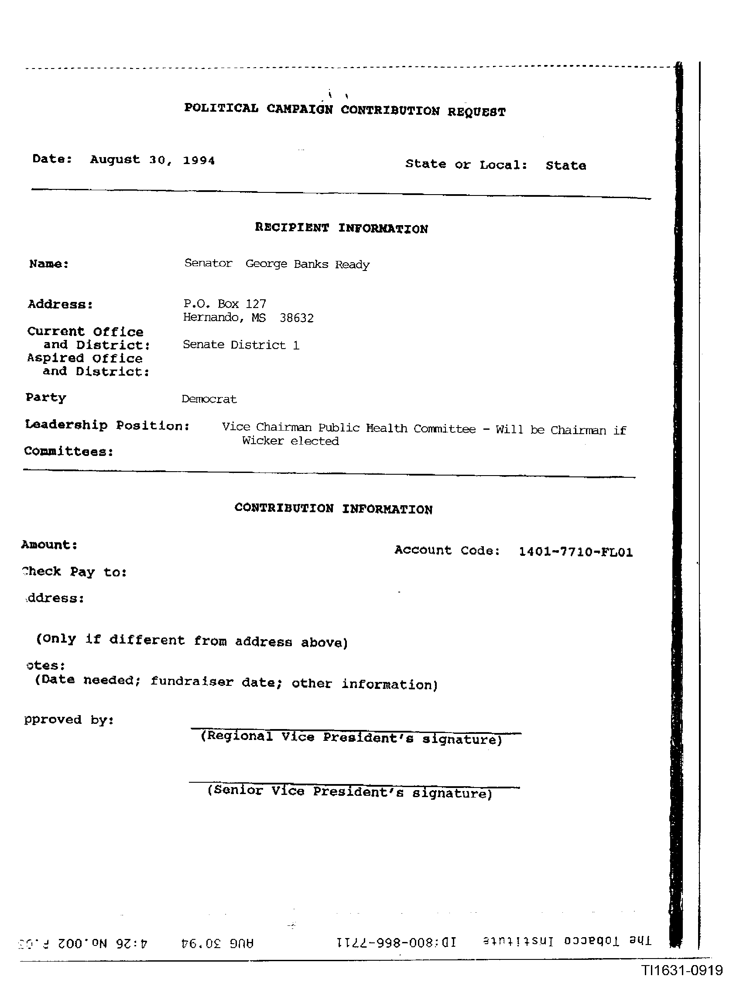 POLITICAL CAMPAIGN CONTRIBUTION REQUEST
Date: August 30, 1994 State or Local: State
RECIPIENT INFORMATION
Name: Senator George Banks Ready
Address: P.O. Box 127
Hernando, MS 38632
Current Office
and District: Senate District 1
Aspired Office
and District:
Party Democrat
Leadership Position: Vice Chairman Public Health Committee - Will be Chairman if
Wicker elected
Committees:
CONTRIBUTION INFORMATION
Amount: Account Code: 1401-7710-FL01
Check Pay to:
ddress:
(Only if different from address above)
otes:
(Date needed; fundraiser date; other information)
pproved by:
(Regional Vice President's signature)
(Senior Vice President's signature)
The Tobacco Institute ID:800-866-7711 AUG 30'94 4:26 No.002 P.03
TI1631-0919